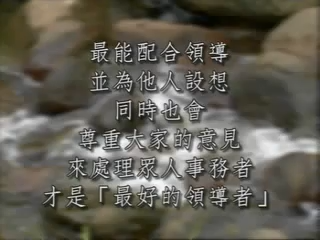 最能配合領導
並為他人設想
同時也會
尊重大家的意見
來處理眾人事務者
才是「最好的領導者」